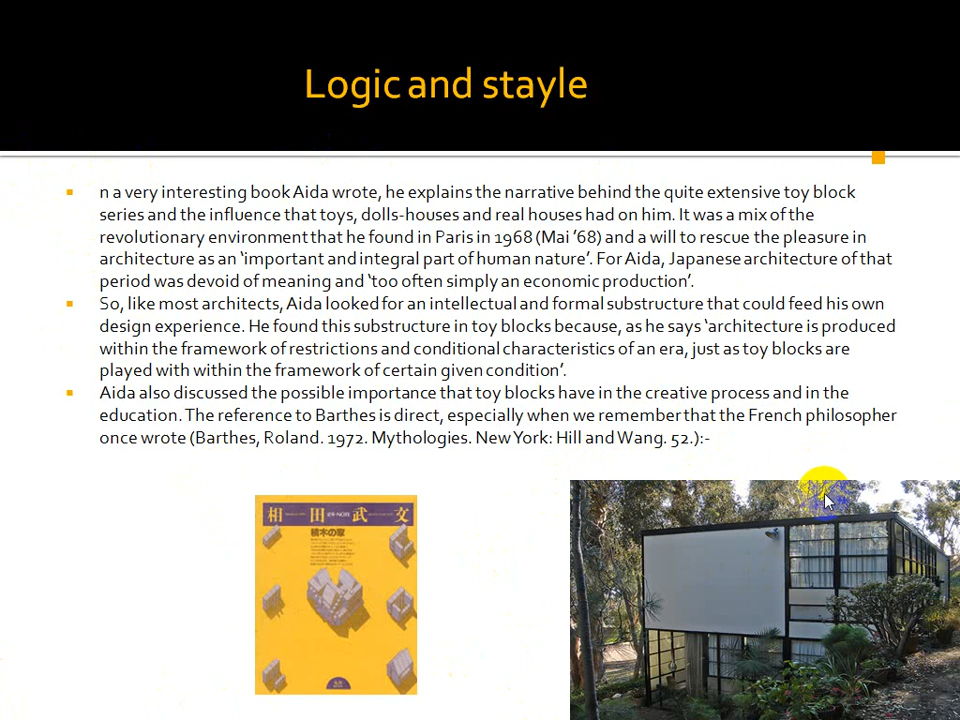 Logic and stayle
n a very interesting book Aida wrote, he explains the narrative behind the quite extensive toy block
series and the influence that toys, dolls-houses and real houses had on him. It was a mix of the
revolutionary environment that he found in Paris in 1968 (Mai ’68) and a will to rescue the pleasure in
architecture as an ‘important and integral part of human nature’. For Aida, Japanese architecture of that
period was devoid of meaning and ‘too often simply an economic production’.
So, like most architects, Aida looked for an intellectual and formal substructure that could feed his own
design experience. He found this substructure in toy blocks because, as he says ‘architecture is produced
within the framework of restrictions and conditional characteristics of an era, just as toy blocks are
played with within the framework of certain given condition’.
Aida also discussed the possible importance that toy blocks have in the creative process and in the
education. The reference to Barthes is direct, especially when we remember that the French philosopher
once wrote (Barthes, Roland. 1972. Mythologies. New York: Hill and Wang. 52.):-
相田武文
積木の家